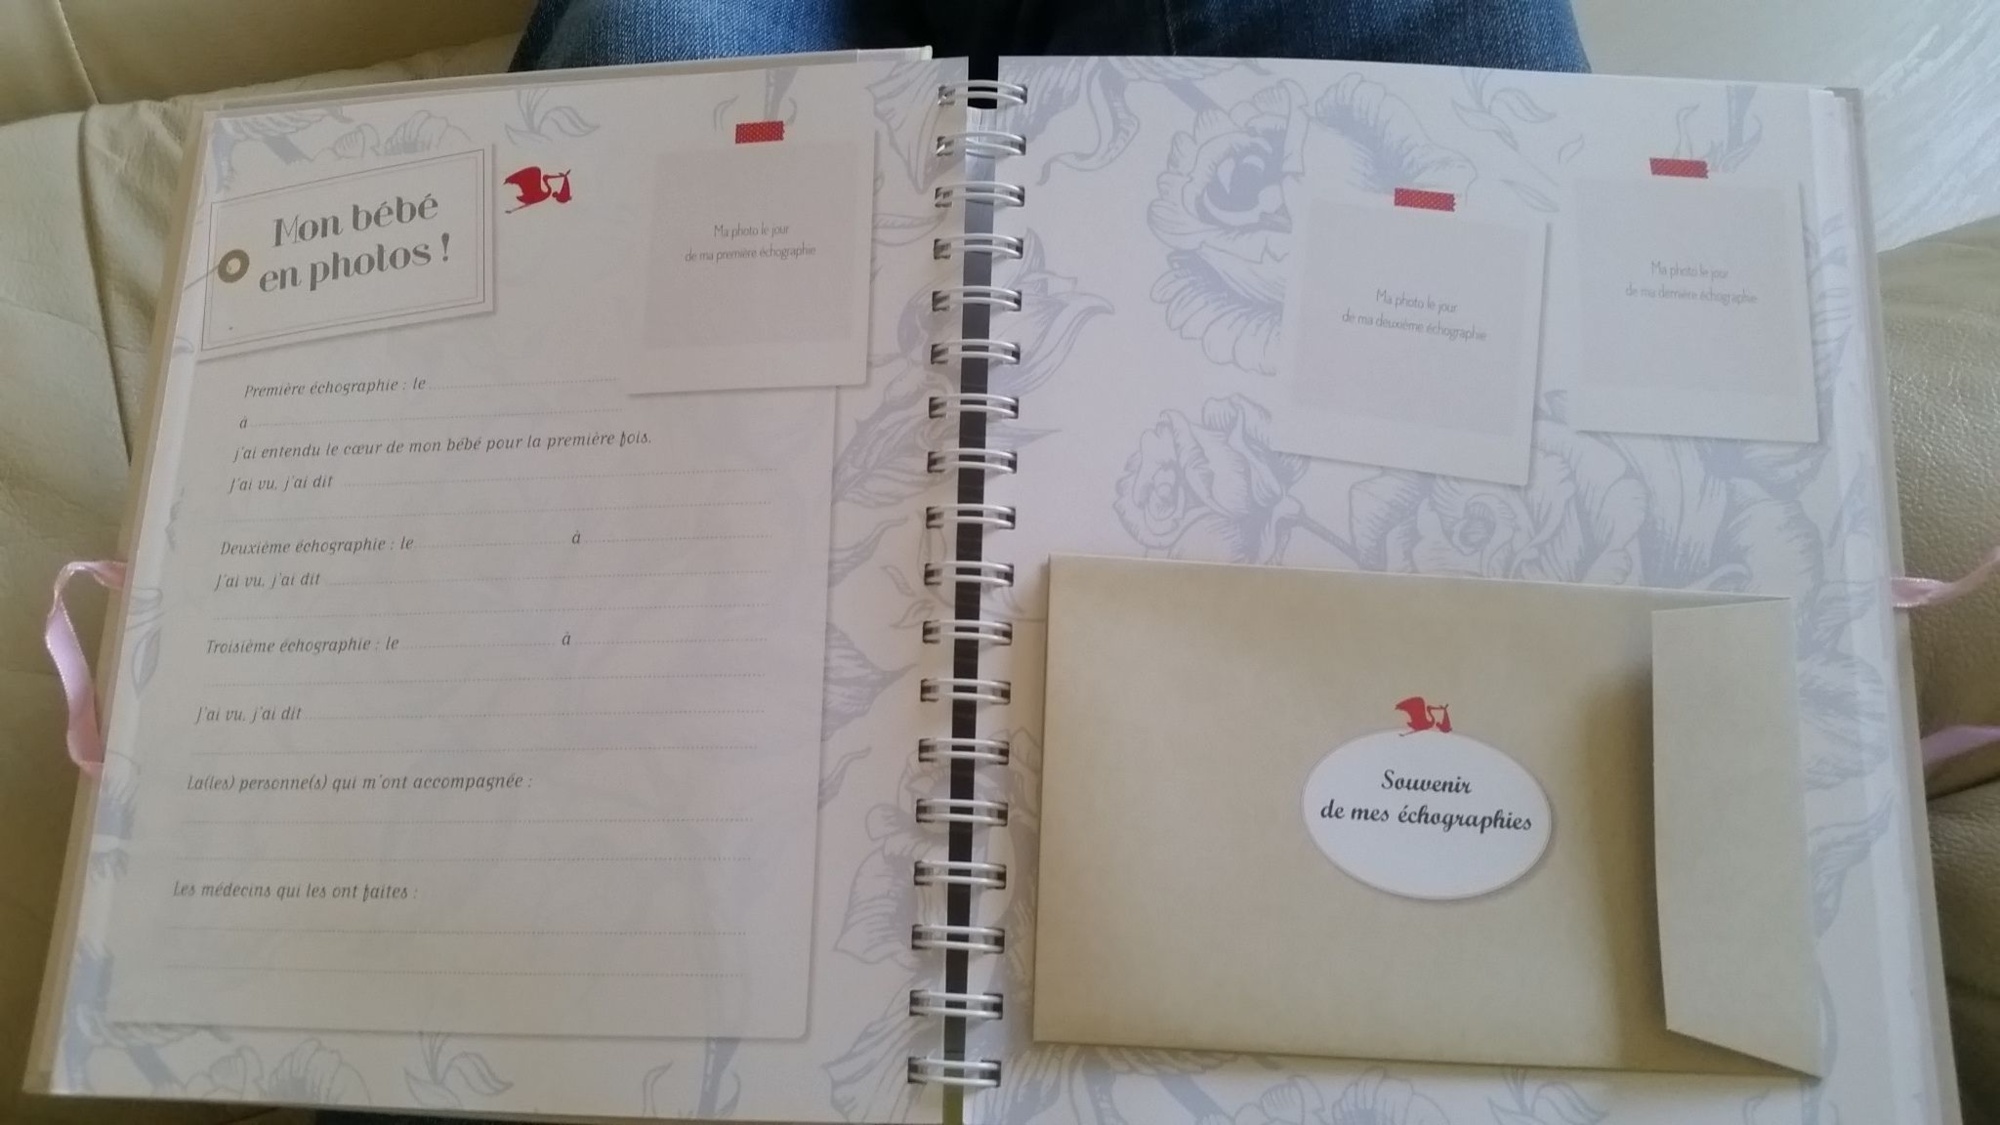 Mon bébé
en photos !
Ma photo le jour
de ma première échographie
Première échographie : le
à
j'ai entendu le cœur de mon bébé pour la première fois.
J'ai vu, j'ai dit
Deuxième échographie : le à
J'ai vu, j'ai dit
Troisième échographie : le à
J'ai vu, j'ai dit
La(les) personne(s) qui m'ont accompagnée :
Les médecins qui les ont faites :
Ma photo le jour
de ma deuxième échographie
Ma photo le jour
de ma dernière échographie
Souvenir
de mes échographies